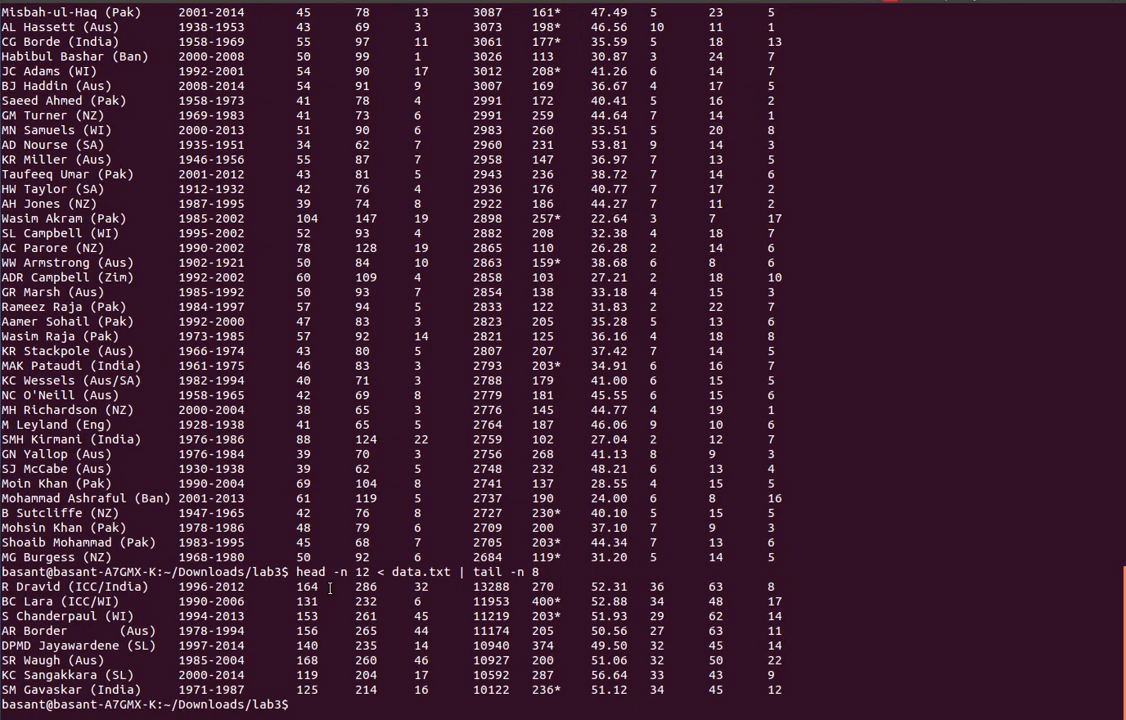 Misbah-ul-Haq (Pak) 2001-2014 45 78 13 3087 161* 47.49 5 23 5
AL Hassett (Aus) 1938-1953 43 69 3 3073 198* 46.56 10 11 1
CG Borde (India) 1958-1969 55 97 11 3061 177* 35.59 5 18 13
Habibul Bashar (Ban) 2000-2008 50 99 1 3026 113 30.87 3 24 7
JC Adams (WI) 1992-2001 54 90 17 3012 208* 41.26 6 14 7
BJ Haddin (Aus) 2008-2014 54 91 9 3007 169 36.67 4 17 5
Saeed Ahmed (Pak) 1958-1973 41 78 4 2991 172 40.41 5 16 2
GM Turner (NZ) 1969-1983 41 73 6 2991 259 44.64 7 14 1
MN Samuels (WI) 2000-2013 51 90 6 2983 260 35.51 5 20 8
AD Nourse (SA) 1935-1951 34 62 7 2960 231 53.81 9 14 3
KR Miller (Aus) 1946-1956 55 87 7 2958 147 36.97 7 13 5
Taufeeq Umar (Pak) 2001-2012 43 81 5 2943 236 38.72 7 14 6
HW Taylor (SA) 1912-1932 42 76 4 2936 176 40.77 7 17 2
AH Jones (NZ) 1987-1995 39 74 8 2922 186 44.27 7 11 2
Wasim Akram (Pak) 1985-2002 104 147 19 2898 257* 22.64 3 7 17
SL Campbell (WI) 1995-2002 52 93 4 2882 208 32.38 4 18 7
AC Parore (NZ) 1990-2002 78 128 19 2865 110 26.28 2 14 6
WW Armstrong (Aus) 1902-1921 50 84 10 2863 159* 38.68 6 8 6
ADR Campbell (Zim) 1992-2002 60 109 4 2858 103 27.21 2 18 10
GR Marsh (Aus) 1985-1992 50 93 7 2854 138 33.18 4 15 3
Rameez Raja (Pak) 1984-1997 57 94 5 2833 122 31.83 2 22 7
Aamer Sohail (Pak) 1992-2000 47 83 3 2823 205 35.28 5 13 6
Wasim Raja (Pak) 1973-1985 57 92 14 2821 125 36.16 4 18 8
KR Stackpole (Aus) 1966-1974 43 80 5 2807 207 37.42 7 14 5
MAK Pataudi (India) 1961-1975 46 83 3 2793 203* 34.91 6 16 7
KC Wessels (Aus/SA) 1982-1994 40 71 3 2788 179 41.00 6 15 5
NC O'Neill (Aus) 1958-1965 42 69 8 2779 181 45.55 6 15 6
MH Richardson (NZ) 2000-2004 38 65 3 2776 145 44.77 4 19 1
M Leyland (Eng) 1928-1938 41 65 5 2764 187 46.06 9 10 6
SMH Kirmani (India) 1976-1986 88 124 22 2759 102 27.04 2 12 7
GN Yallop (Aus) 1976-1984 39 70 3 2756 268 41.13 8 9 3
SJ McCabe (Aus) 1930-1938 39 62 5 2748 232 48.21 6 13 4
Moin Khan (Pak) 1990-2004 69 104 8 2741 137 28.55 4 15 5
Mohammad Ashraful (Ban) 2001-2013 61 119 5 2737 190 24.00 6 8 16
B Sutcliffe (NZ) 1947-1965 42 76 8 2727 230* 40.10 5 15 5
Mohsin Khan (Pak) 1978-1986 48 79 6 2709 200 37.10 7 9 3
Shoaib Mohammad (Pak) 1983-1995 45 68 7 2705 203* 44.34 7 13 6
MG Burgess (NZ) 1968-1980 50 92 6 2684 119* 31.20 5 14 5
basant@basant-A7GMX-K:~/Downloads/lab3$ head -n 12 < data.txt | tail -n 8
R Dravid (ICC/India) 1996-2012 164 286 32 13288 270 52.31 36 63 8
BC Lara (ICC/WI) 1990-2006 131 232 6 11953 400* 52.88 34 48 17
S Chanderpaul (WI) 1994-2013 153 261 45 11219 203* 51.93 29 62 14
AR Border (Aus) 1978-1994 156 265 44 11174 205 50.56 27 63 11
DPMD Jayawardene (SL) 1997-2014 140 235 14 10940 374 49.50 32 45 14
SR Waugh (Aus) 1985-2004 168 260 46 10927 200 51.06 32 50 22
KC Sangakkara (SL) 2000-2014 119 204 17 10592 287 56.64 33 43 9
SM Gavaskar (India) 1971-1987 125 214 16 10122 236* 51.12 34 45 12
basant@basant-A7GMX-K:~/Downloads/lab3$